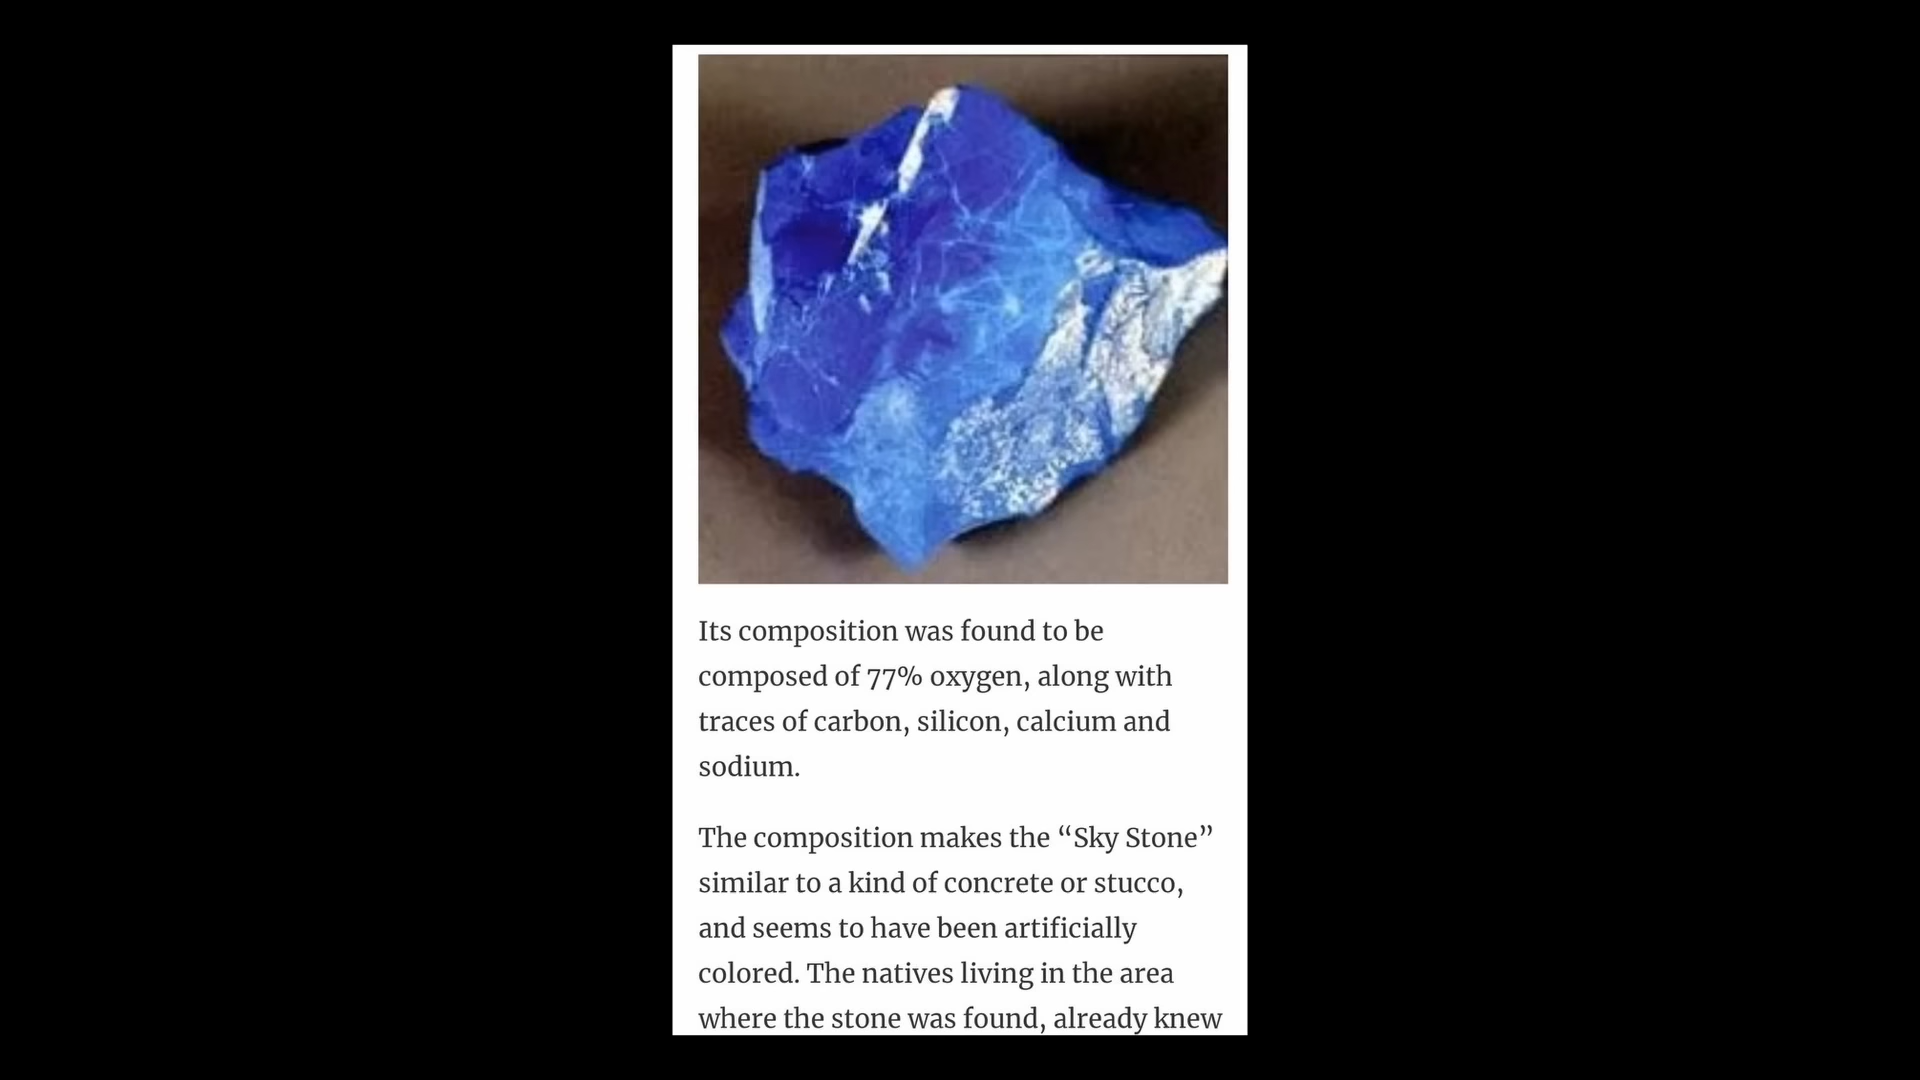 Its composition was found to be
composed of 77% oxygen, along with
traces of carbon, silicon, calcium and
sodium.
The composition makes the “Sky Stone”
similar to a kind of concrete or stucco,
and seems to have been artificially
colored. The natives living in the area
where the stone was found, already knew